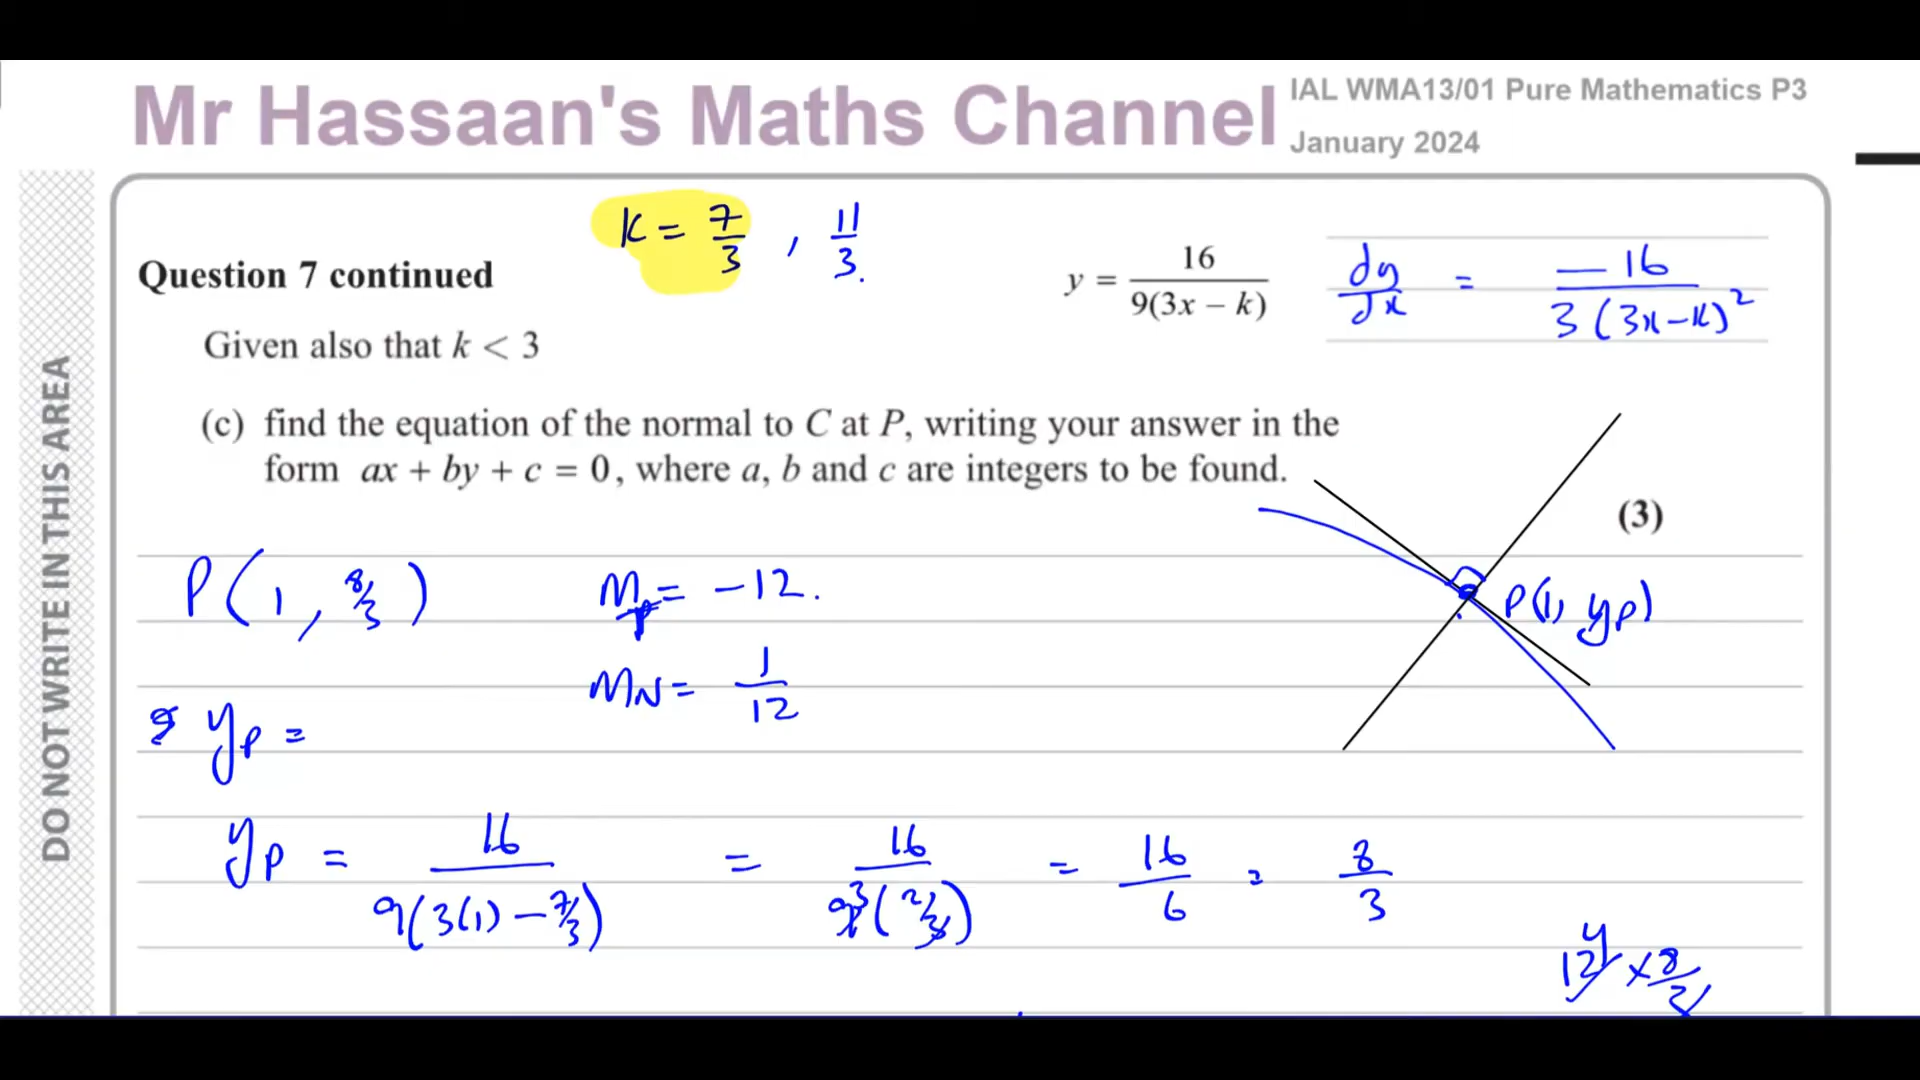 Mr Hassaan's Maths Channel
IAL WMA13/01 Pure Mathematics P3
January 2024
DO NOT WRITE IN THIS AREA
k = 7/3 , 11/3.
Question 7 continued
y = 16/(9(3x − k))
dy/dx = −16/(3(3x−k)²)
Given also that k < 3
(c) find the equation of the normal to C at P, writing your answer in the
form ax + by + c = 0, where a, b and c are integers to be found.
(3)
P(1, 8/3)
P(1, yP)
MP = −12.
MN = 1/12
yP =
yP = 16/(9(3(1) − 7/3)) = 16/(9(2/3)) = 16/6 = 8/3
12 × 8/3
4